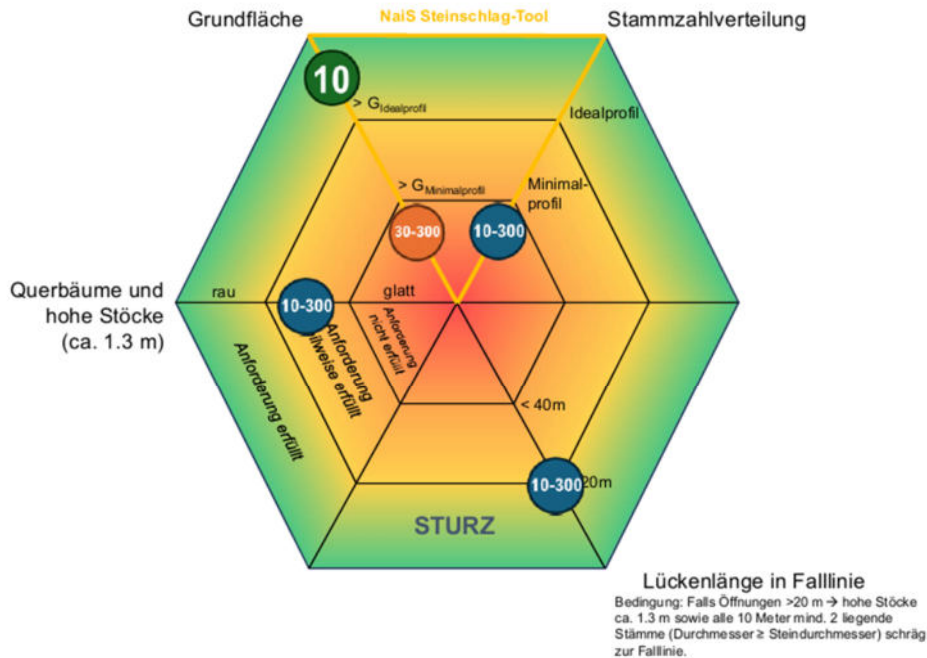 Grundfläche
NaiS Steinschlag-Tool
Stammzahlverteilung
10
> G Idealprofil
Idealprofil
> G Minimalprofil
Minimal-
profil
30-300
10-300
Querbäume und
hohe Stöcke
(ca. 1.3 m)
rau
10-300
glatt
Anforderung
nicht erfüllt
Anforderung
erfüllt
Anforderung erfüllt
< 40m
10-300
20m
STURZ
Lückenlänge in Falllinie
Bedingung: Falls Öffnungen >20 m → hohe Stöcke
ca. 1.3 m sowie alle 10 Meter mind. 2 liegende
Stämme (Durchmesser ≥ Steindurchmesser) schräg
zur Falllinie.